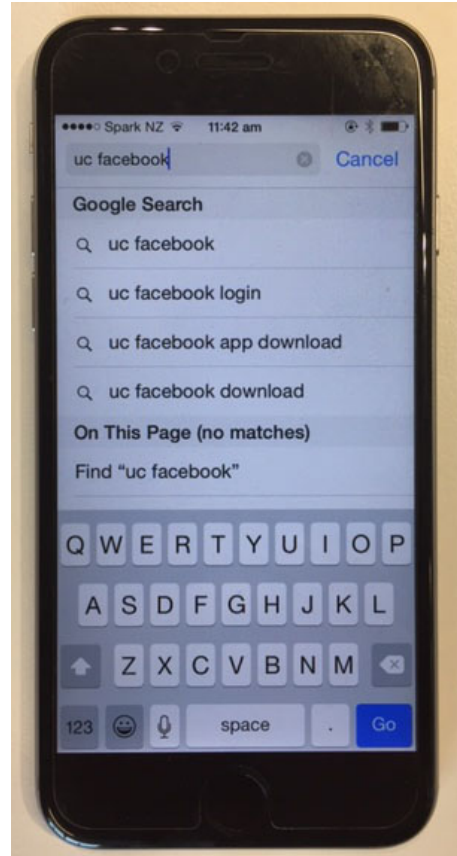 Spark NZ 11:42 am
uc facebook Cancel
Google Search
uc facebook
uc facebook login
uc facebook app download
uc facebook download
On This Page (no matches)
Find “uc facebook”
Q W E R T Y U I O P
A S D F G H J K L
Z X C V B N M
123 space . Go